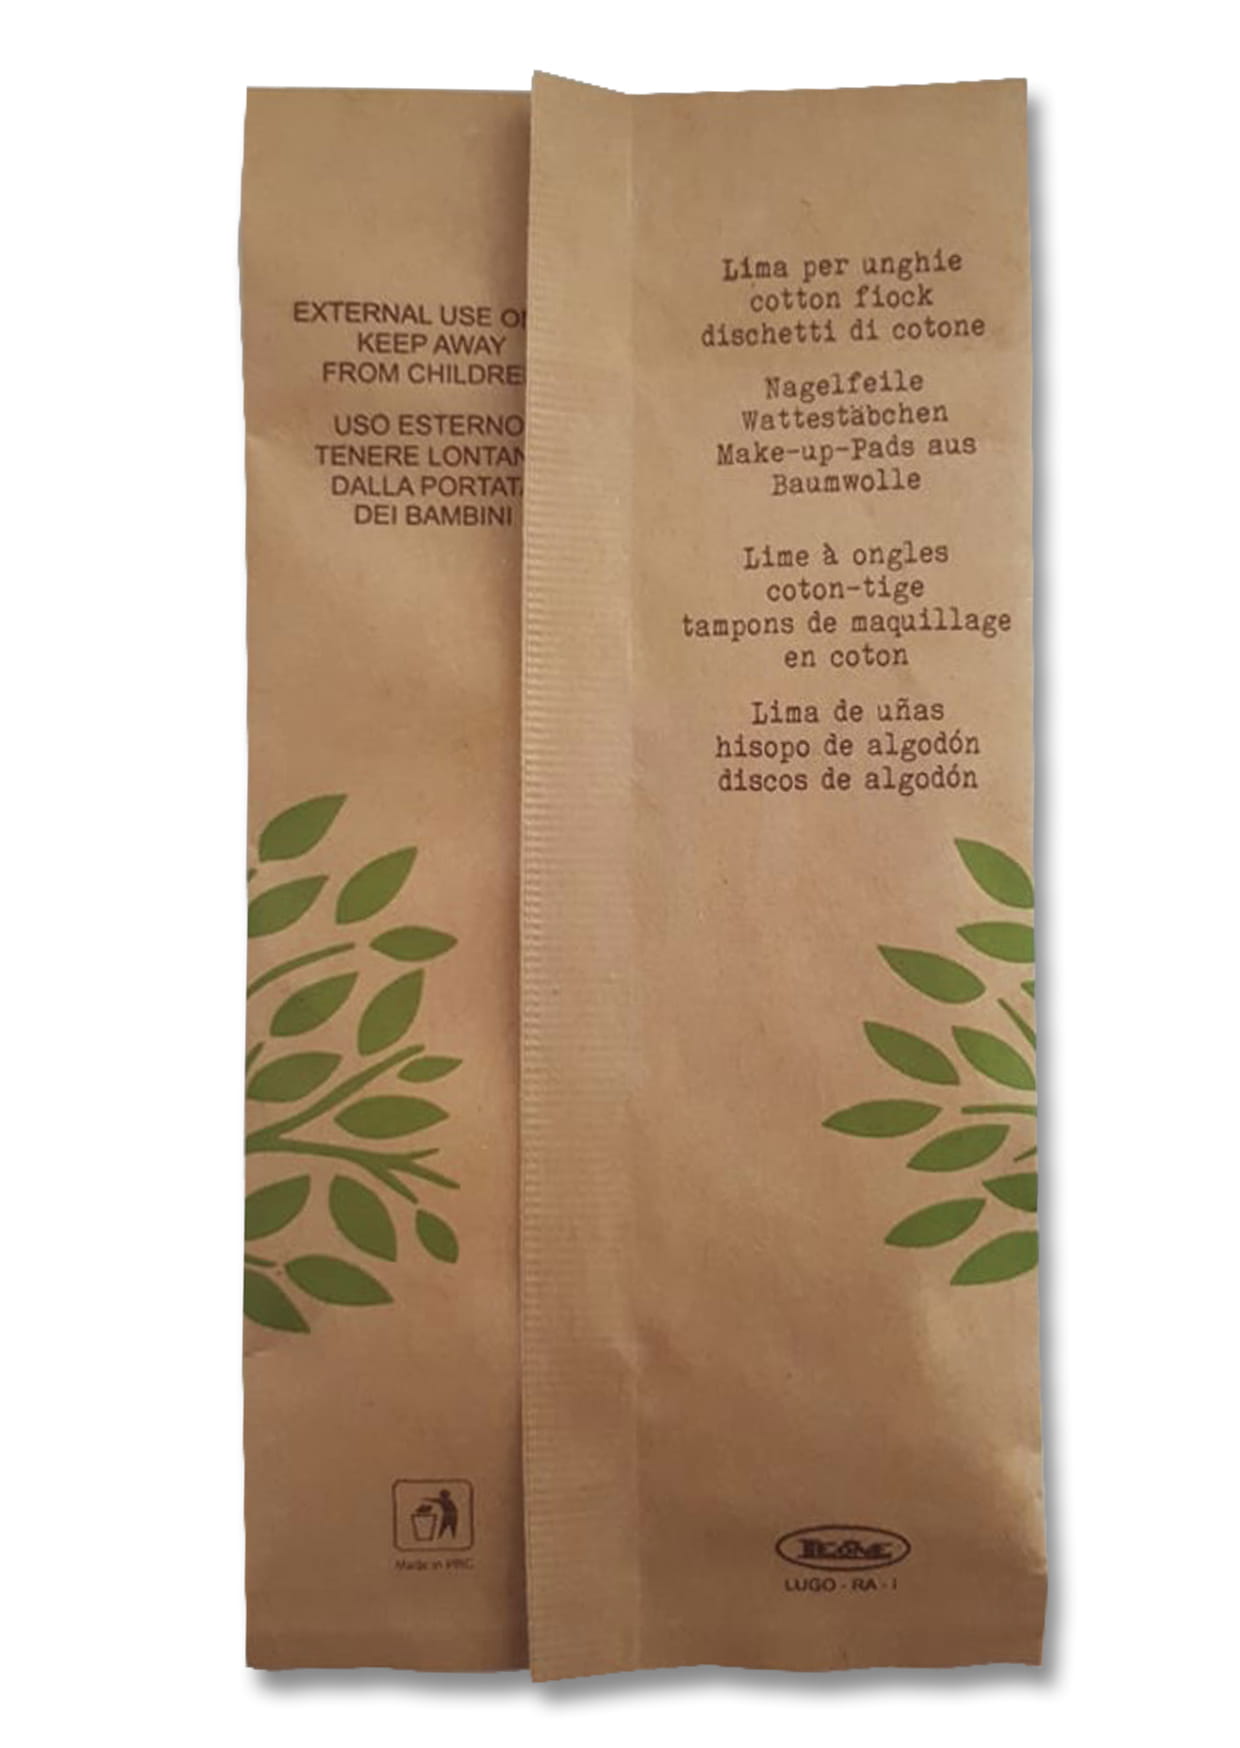 EXTERNAL USE
KEEP AWAY
FROM CHILDRE
USO ESTERNO
TENERE LONTAN
DALLA PORTAT
DEI BAMBINI
Made in PRC
Lima per unghie
cotton fiock
dischetti di cotone
Nagelfeile
Wattestäbchen
Make-up-Pads aus
Baumwolle
Lime à ongles
coton-tige
tampons de maquillage
en coton
Lima de uñas
hisopo de algodón
discos de algodón
LUGO - RA - I